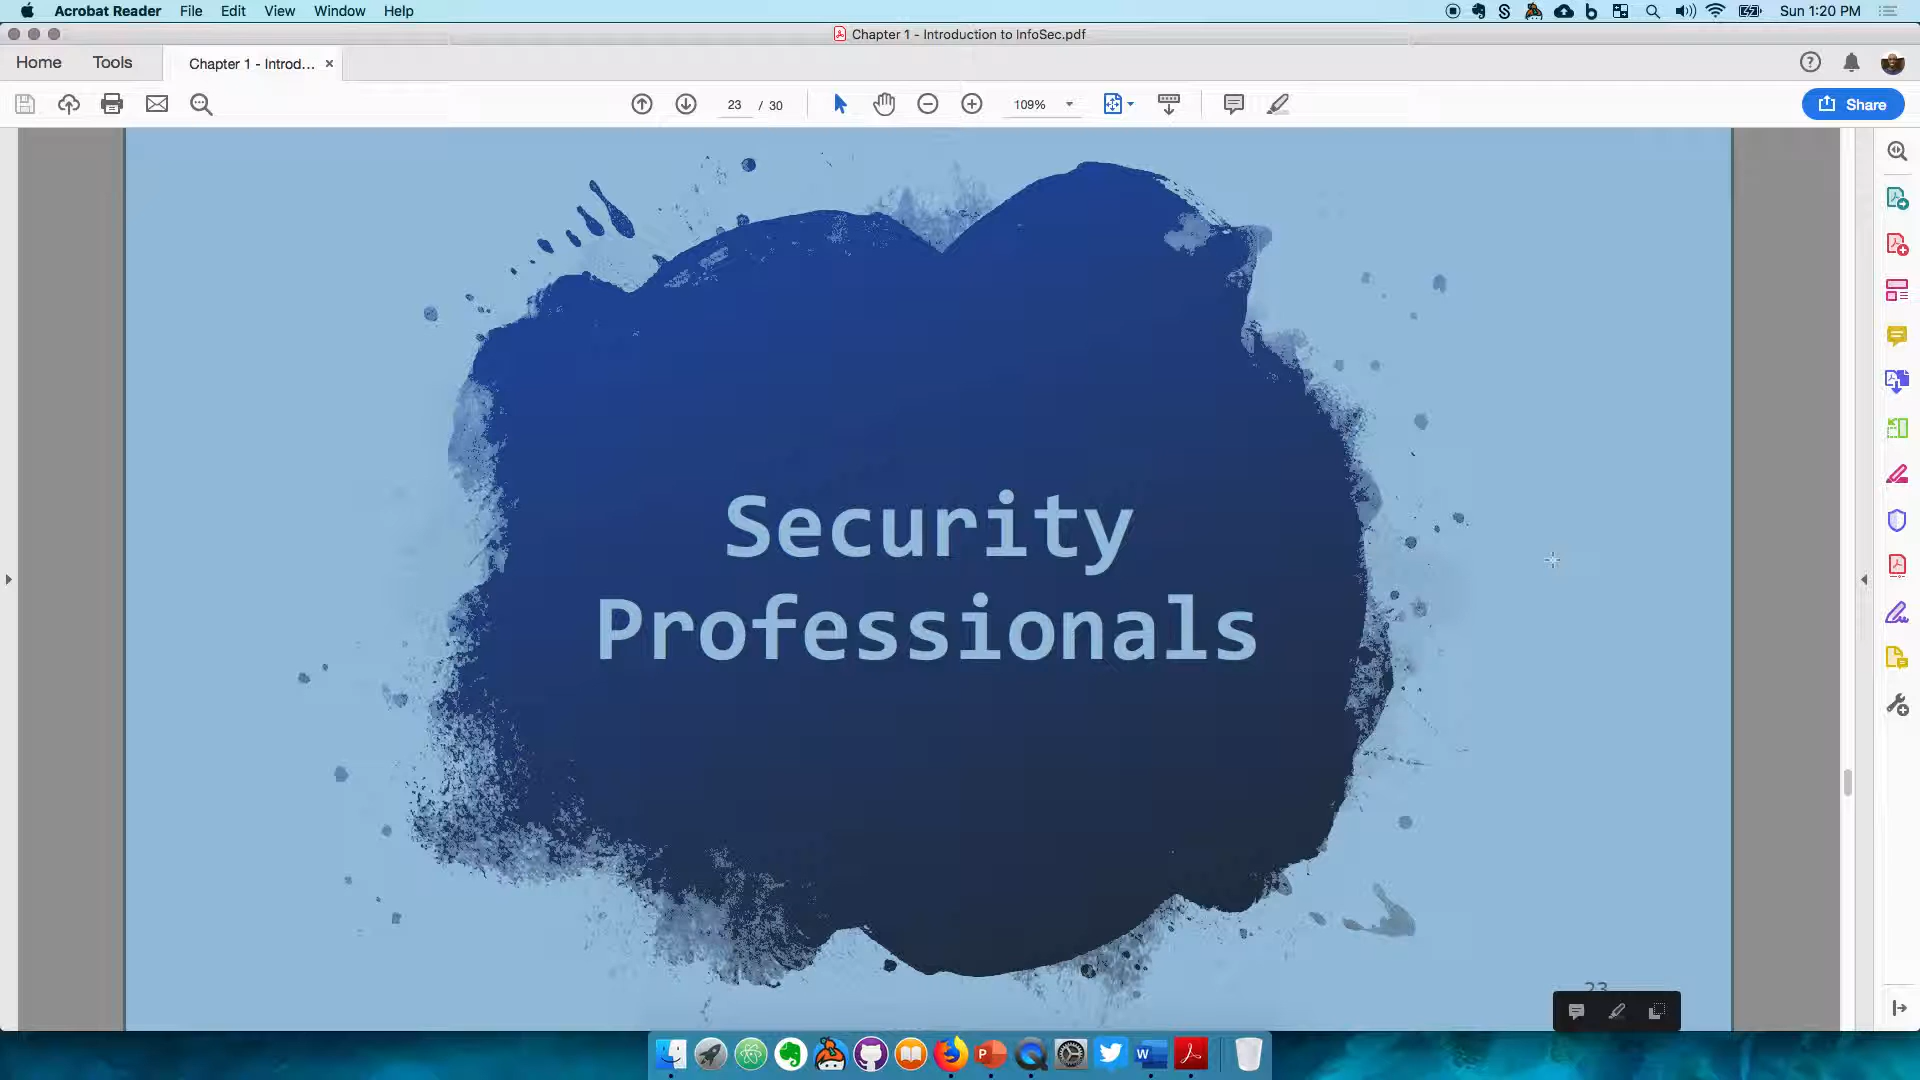 Acrobat Reader File Edit View Window Help Sun 1:20 PM
Chapter 1 - Introduction to InfoSec.pdf
Home Tools Chapter 1 - Introd... ×
23 / 30 109% Share
Security
Professionals
23